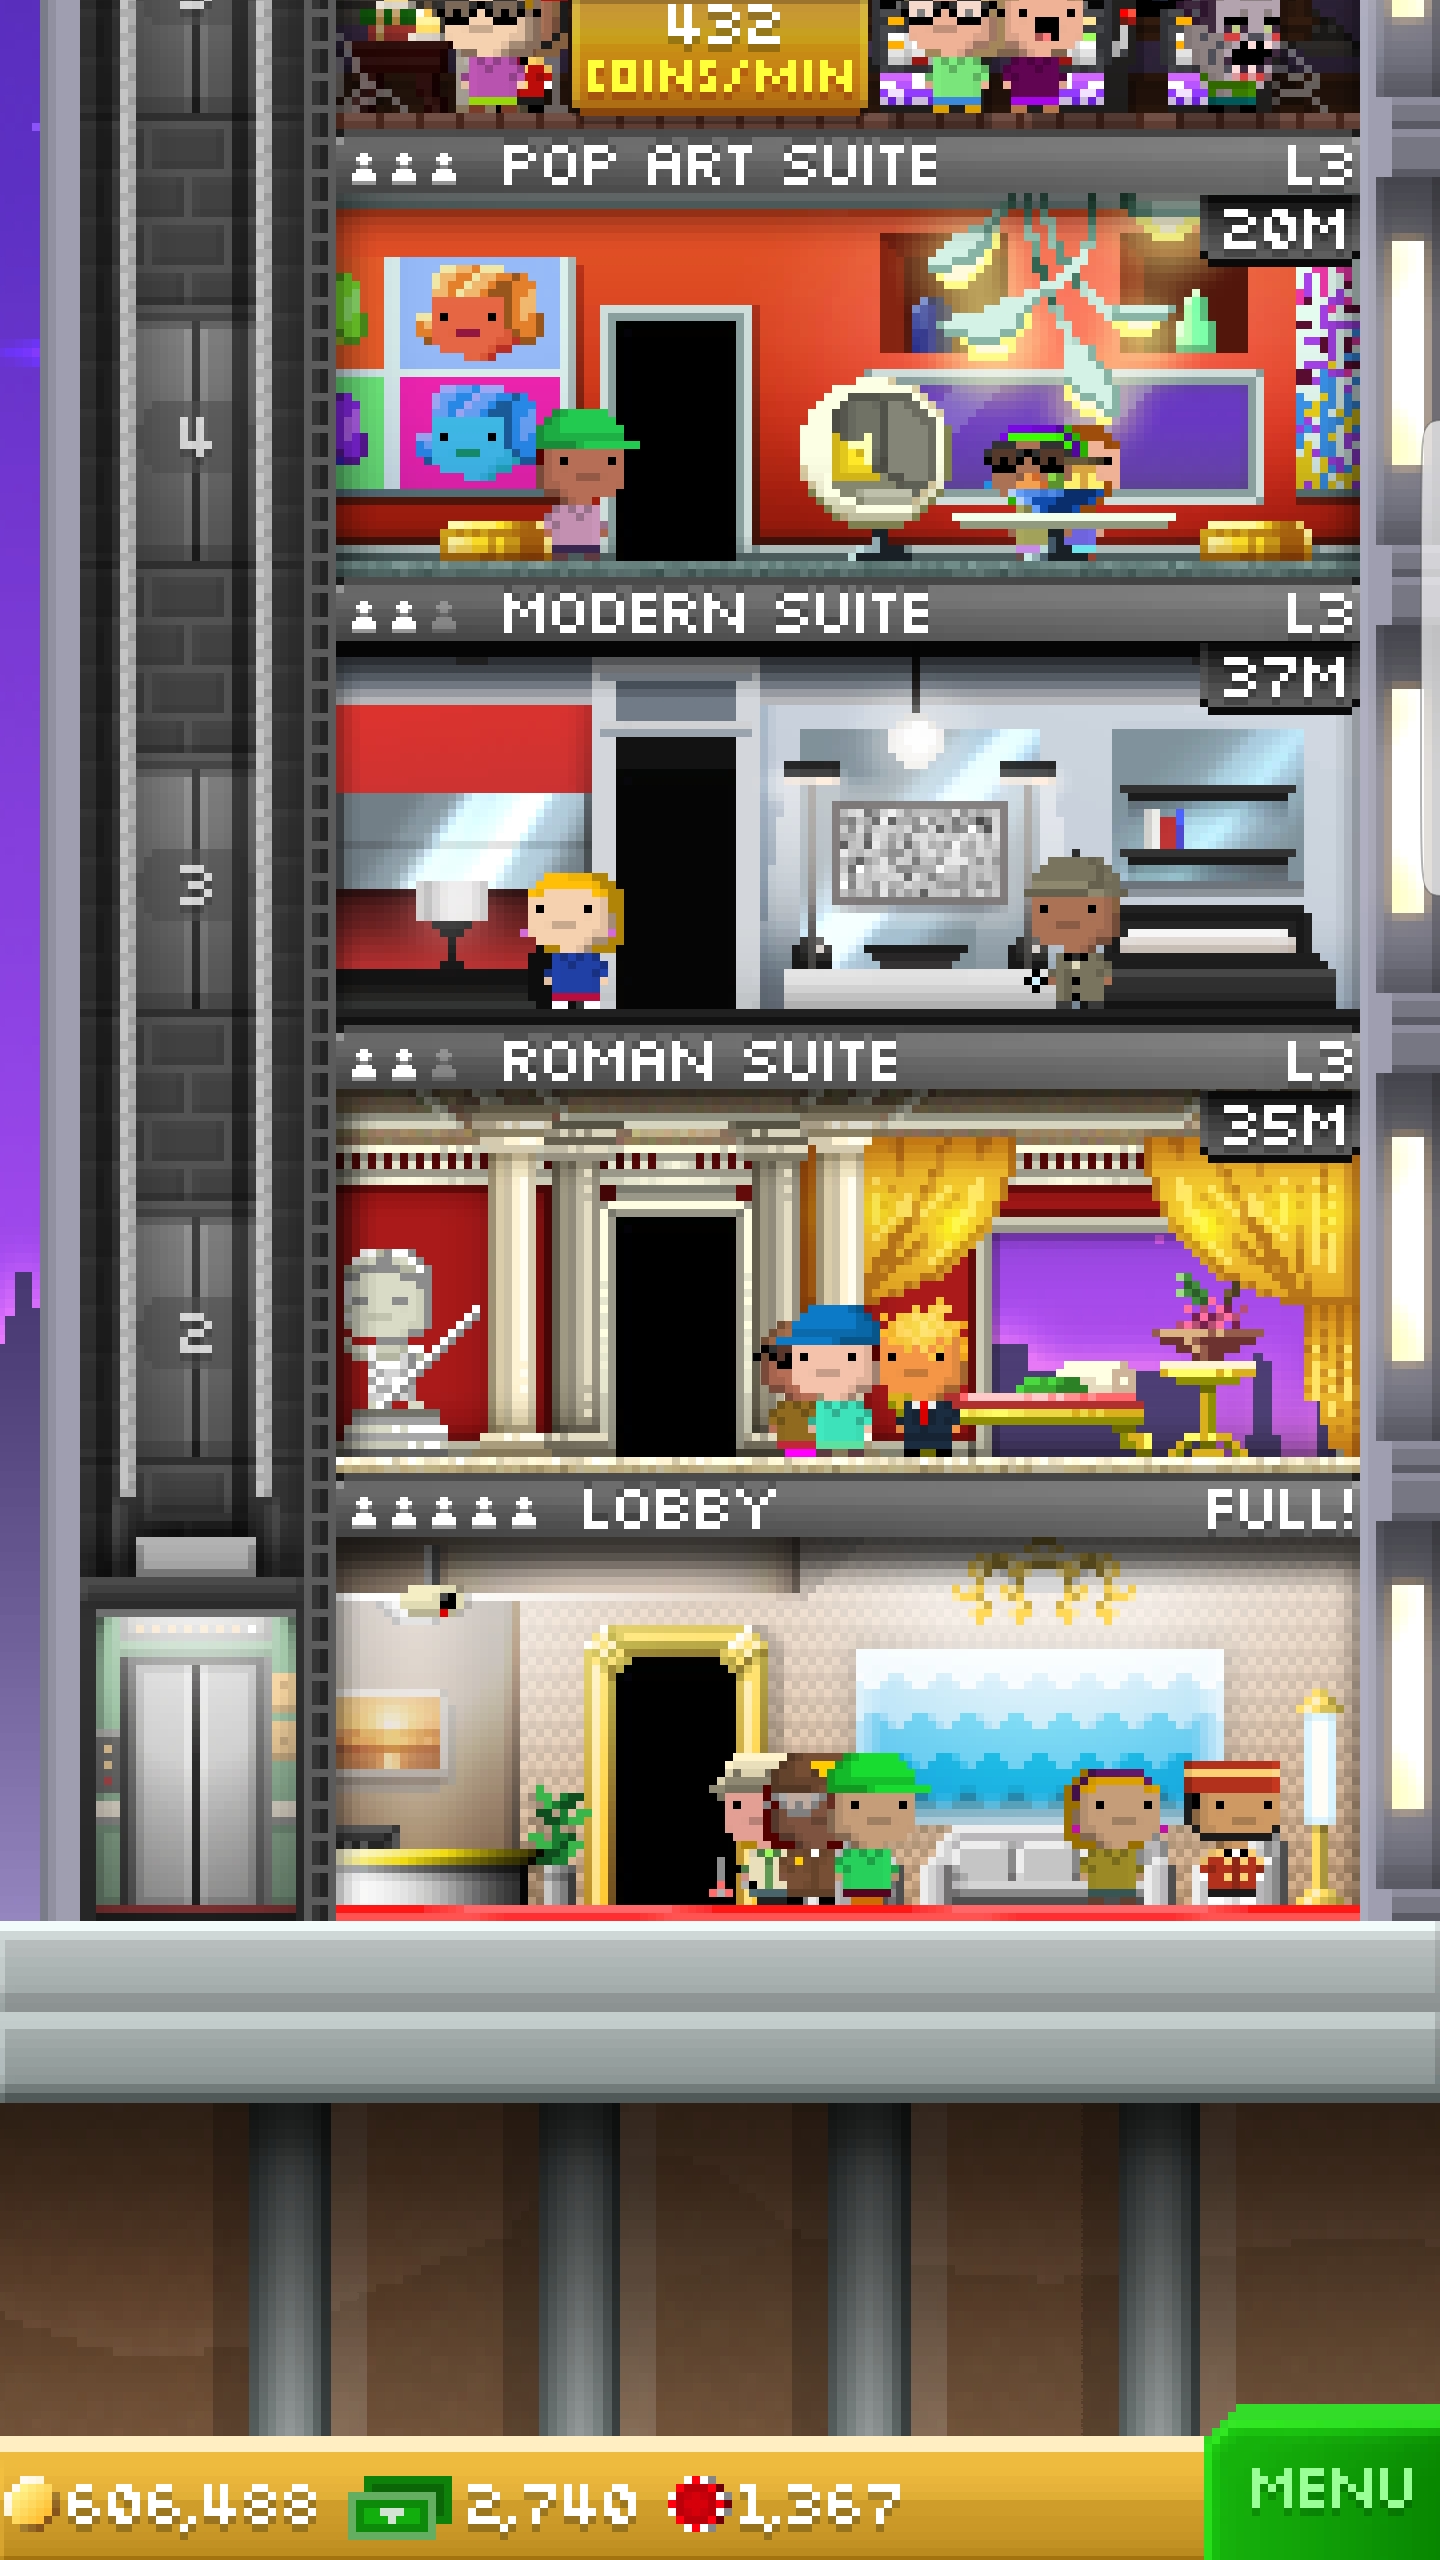 432
COINS/MIN
POP ART SUITE L3
20M
4
MODERN SUITE L3
37M
3
ROMAN SUITE L3
35M
2
LOBBY FULL!
606,488 2,740 1,367
MENU